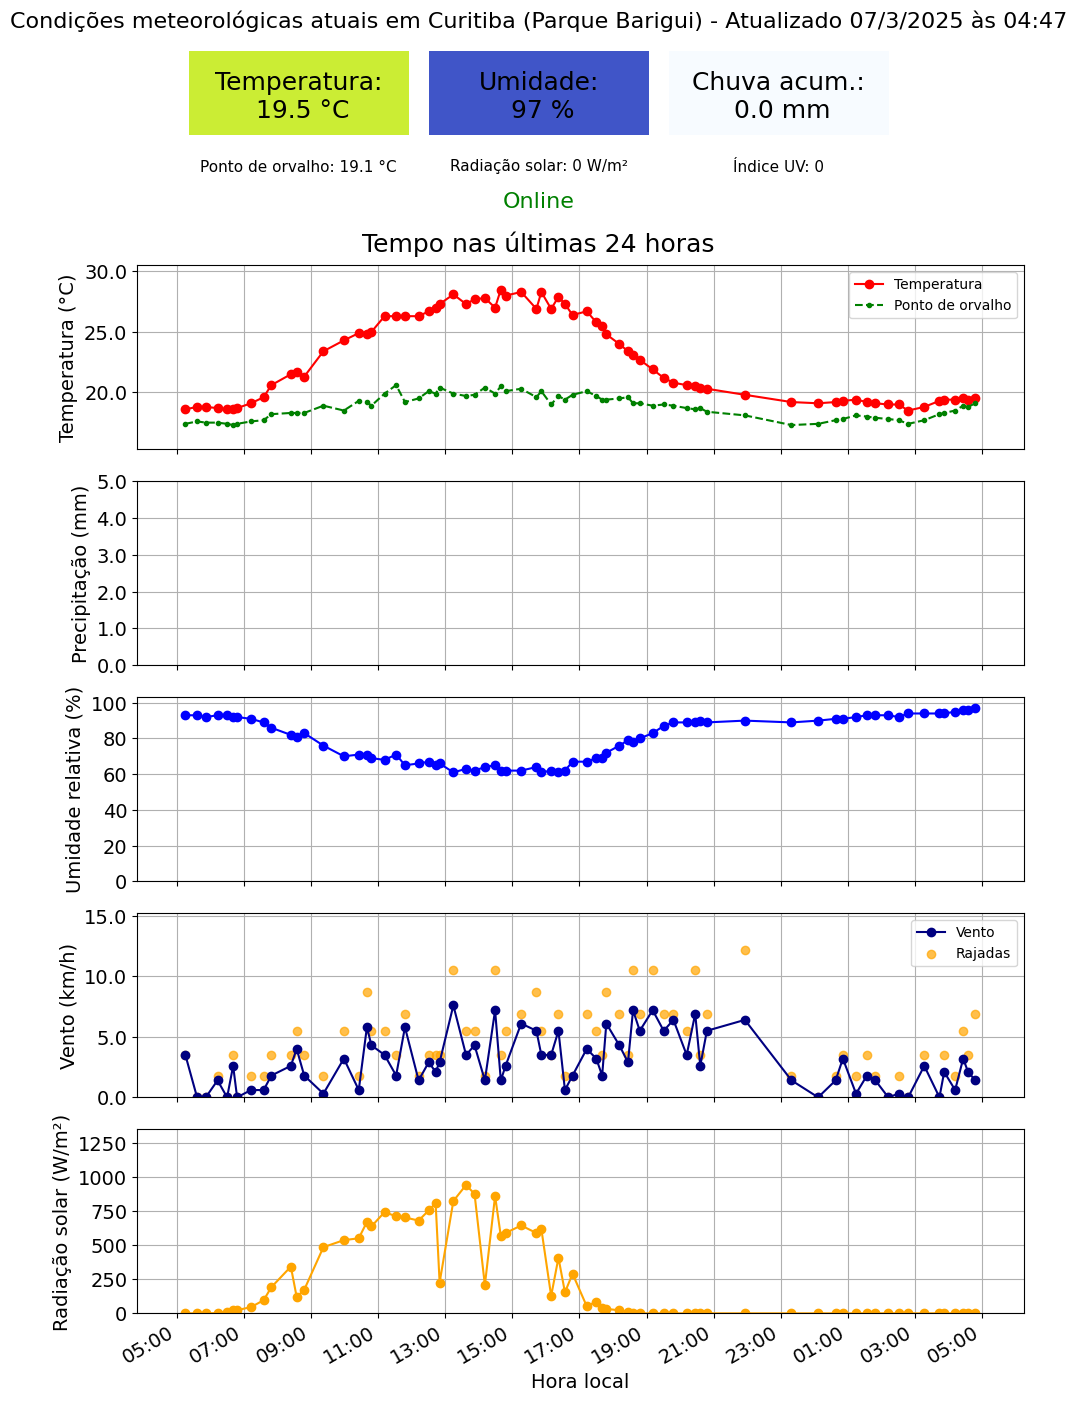 Condições meteorológicas atuais em Curitiba (Parque Barigui) - Atualizado 07/3/2025 às 04:47
Temperatura:
19.5 °C
Umidade:
97 %
Chuva acum.:
0.0 mm
Ponto de orvalho: 19.1 °C
Radiação solar: 0 W/m²
Índice UV: 0
Online
Tempo nas últimas 24 horas
Temperatura (°C)
30.0
25.0
20.0
Temperatura
Ponto de orvalho
Precipitação (mm)
5.0
4.0
3.0
2.0
1.0
0.0
Umidade relativa (%)
100
80
60
40
20
0
Vento (km/h)
15.0
10.0
5.0
0.0
Vento
Rajadas
Radiação solar (W/m²)
1250
1000
750
500
250
0
05:00
07:00
09:00
11:00
13:00
15:00
17:00
19:00
21:00
23:00
01:00
03:00
05:00
Hora local